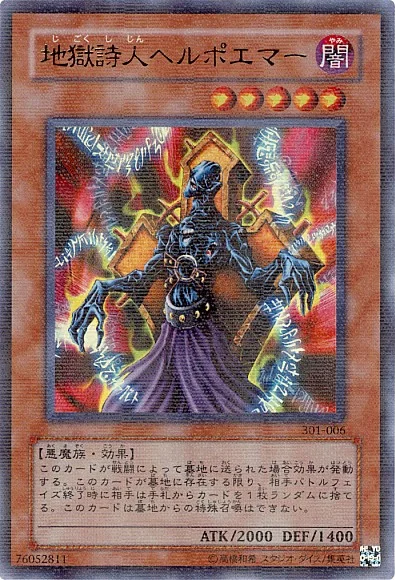 じごくしじん
地獄詩人ヘルポエマー
やみ
闇
301-006
あくまぞく こうか
【悪魔族・効果】
このカードが戦闘によって墓地に送られた場合効果が発動
する。このカードが墓地に存在する限り、相手バトルフェ
イズ終了時に相手は手札からカードを１枚ランダムに捨て
る。このカードは墓地からの特殊召喚はできない。
ATK/2000 DEF/1400
76052811
©高橋和希 スタジオ・ダイス/集英社